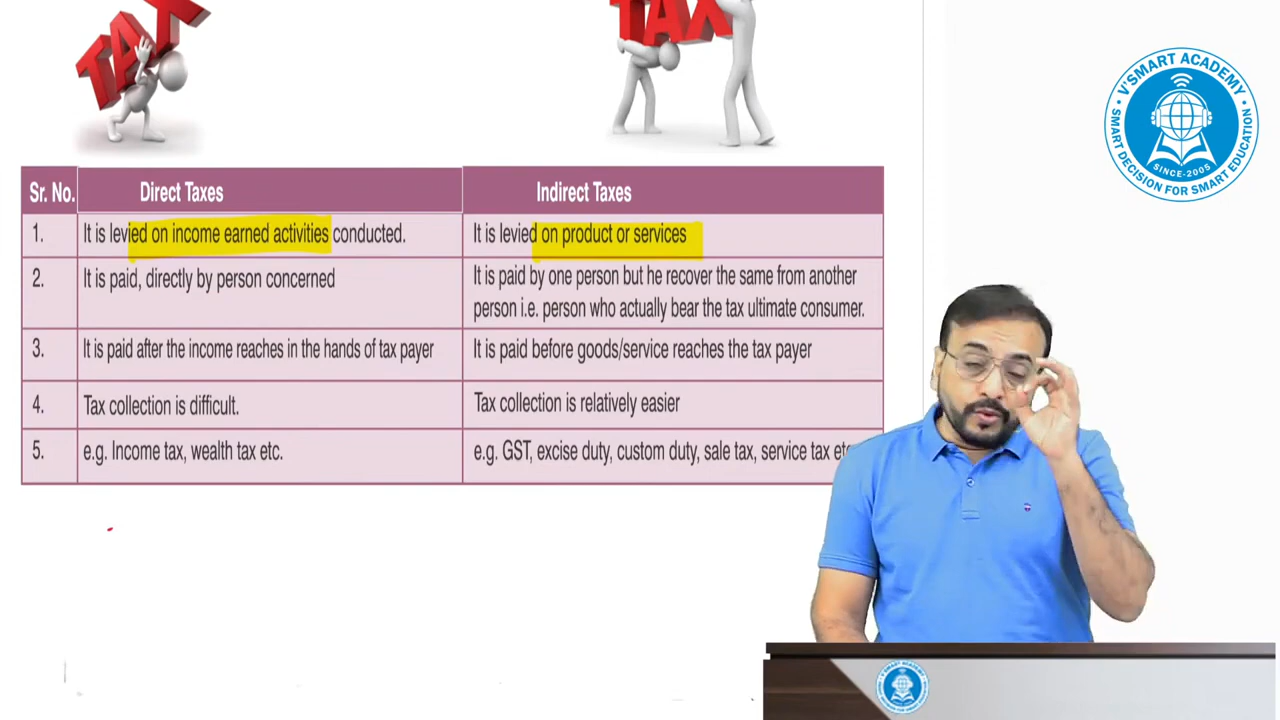 TAX
TAX
V'SMART ACADEMY
SINCE-2005
SMART DECISION FOR SMART EDUCATION
Sr. No. Direct Taxes Indirect Taxes
1. It is levied on income earned activities conducted. It is levied on product or services
2. It is paid, directly by person concerned It is paid by one person but he recover the same from another
person i.e. person who actually bear the tax ultimate consumer.
3. It is paid after the income reaches in the hands of tax payer It is paid before goods/service reaches the tax payer
4. Tax collection is difficult. Tax collection is relatively easier
5. e.g. Income tax, wealth tax etc. e.g. GST, excise duty, custom duty, sale tax, service tax etc